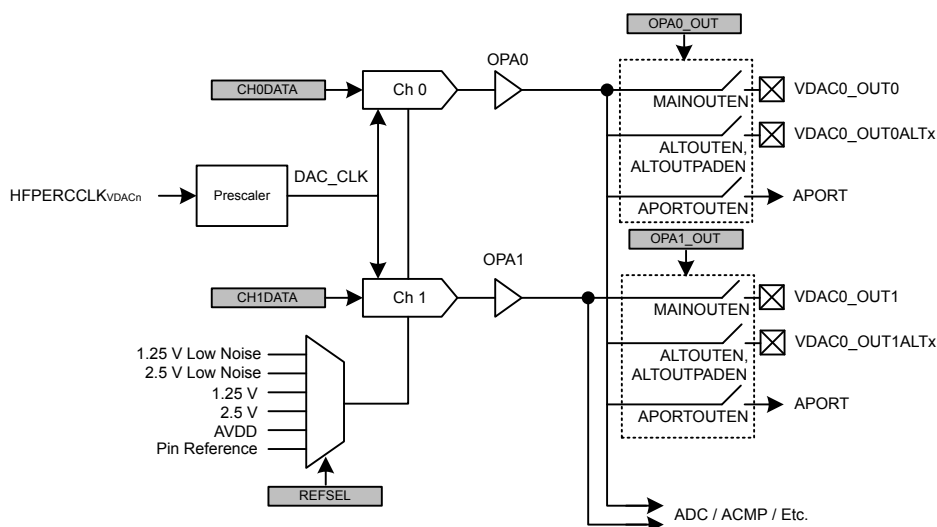 OPA0_OUT
OPA0
CH0DATA
Ch 0
MAINOUTEN
VDAC0_OUT0
ALTOUTEN,
ALTOUTPADEN
VDAC0_OUT0ALTx
HFPERCCLKVDACn
Prescaler
DAC_CLK
APORTOUTEN
APORT
OPA1_OUT
OPA1
CH1DATA
Ch 1
MAINOUTEN
VDAC0_OUT1
ALTOUTEN,
ALTOUTPADEN
VDAC0_OUT1ALTx
1.25 V Low Noise
2.5 V Low Noise
1.25 V
2.5 V
AVDD
Pin Reference
APORTOUTEN
APORT
REFSEL
ADC / ACMP / Etc.